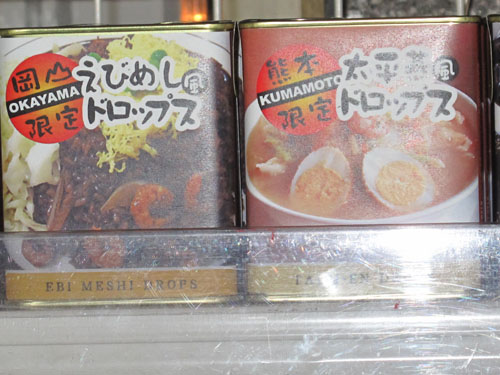 岡山
OKAYAMA
限定
えびめし風
ドロップス
EBI MESHI DROPS
熊本
KUMAMOTO
限定
太平燕風
ドロップス